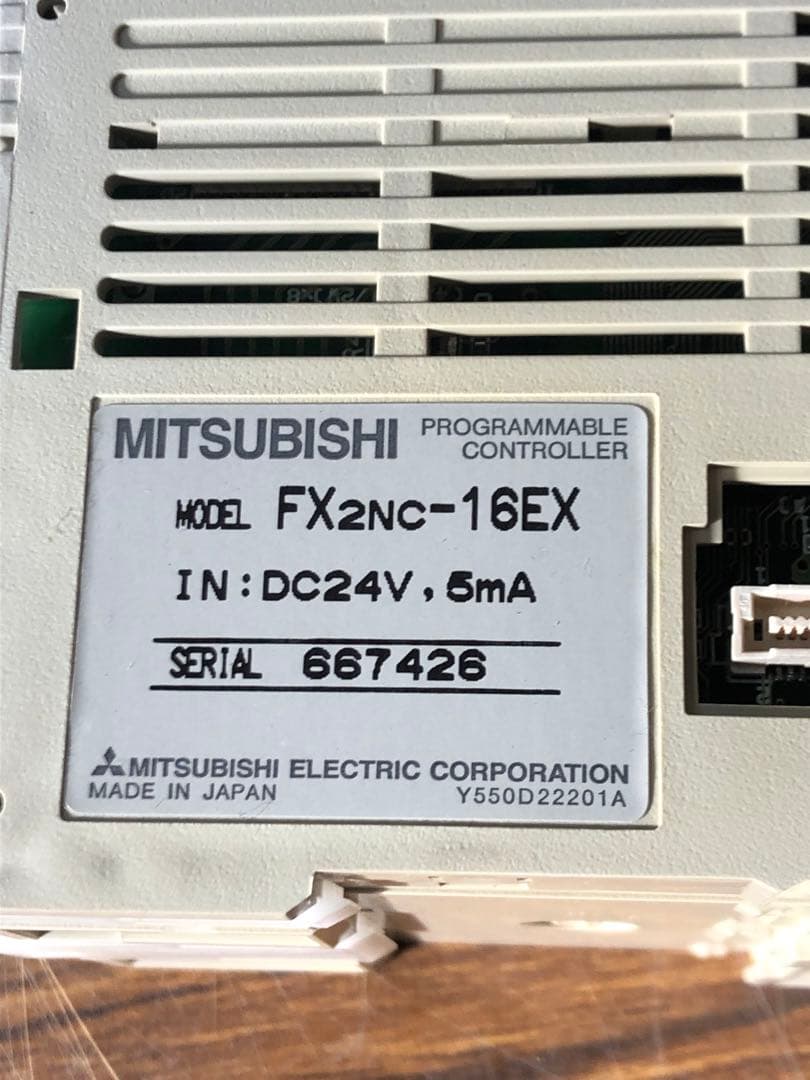 MITSUBISHI
PROGRAMMABLE
CONTROLLER
MODEL FX2NC-16EX
IN:DC24V, 5mA
SERIAL 667426
MITSUBISHI ELECTRIC CORPORATION
MADE IN JAPAN Y550D22201A